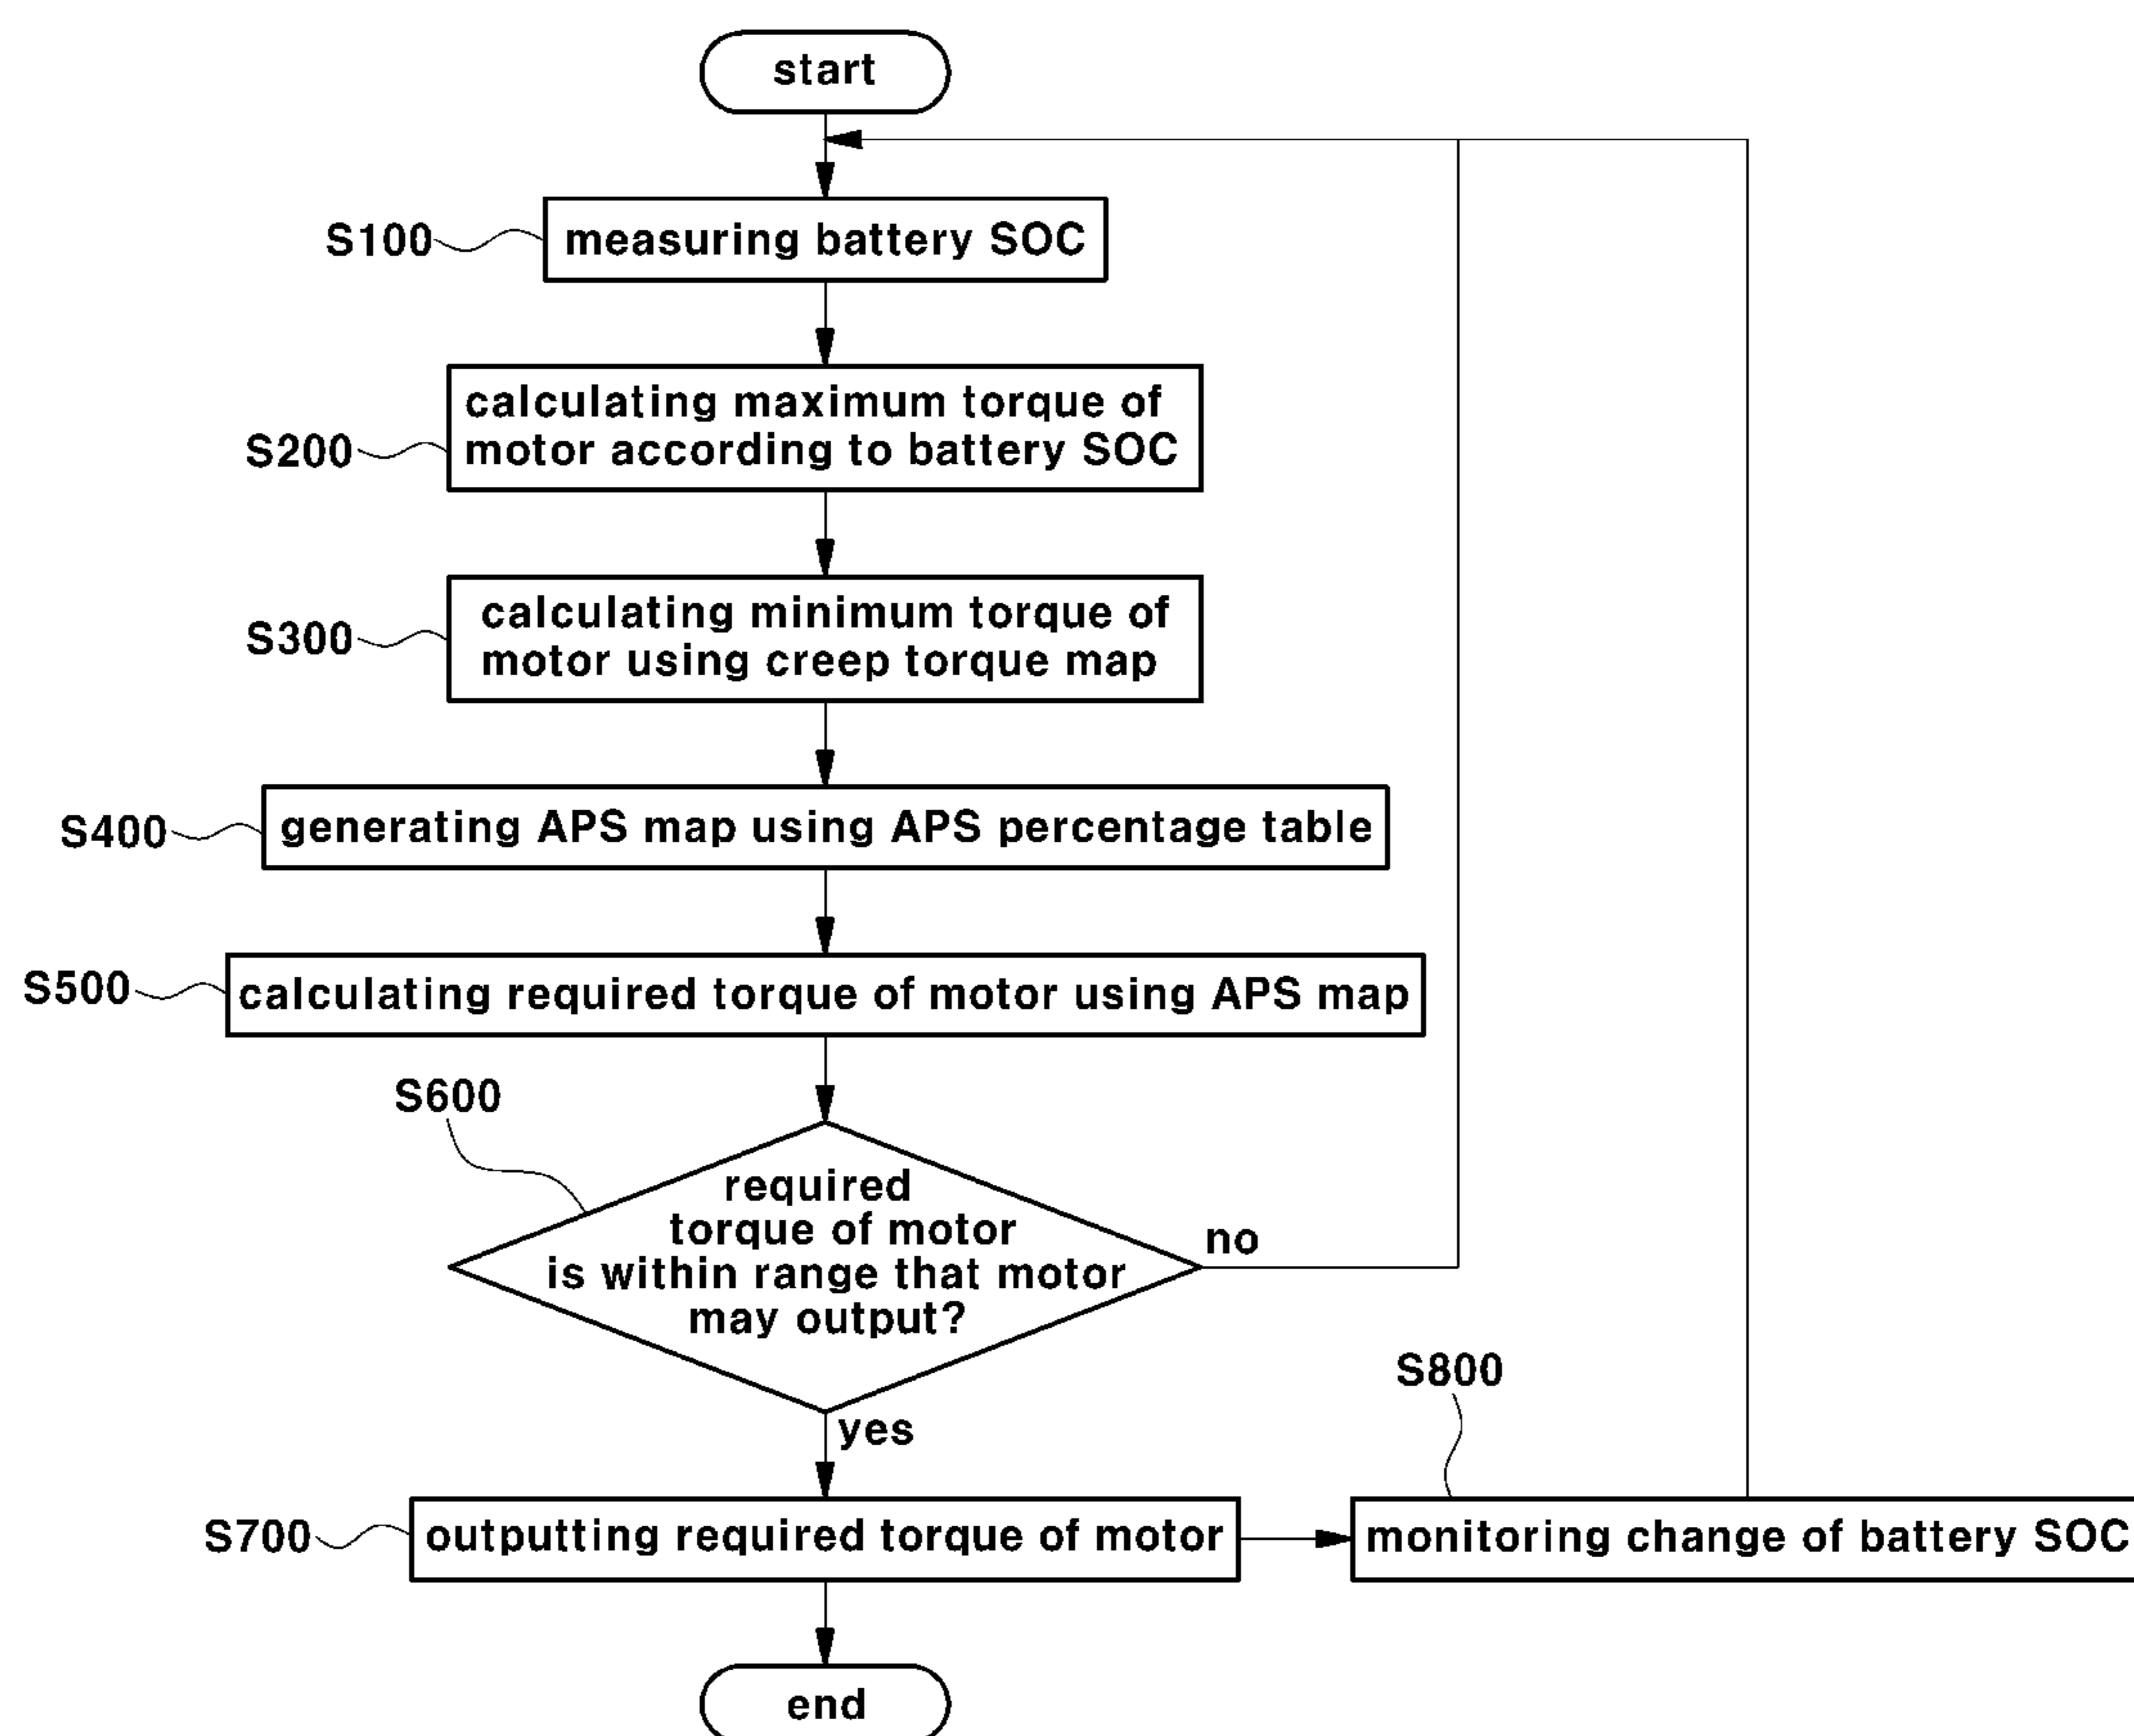 start
S100
measuring battery SOC
S200
calculating maximum torque of
motor according to battery SOC
S300
calculating minimum torque of
motor using creep torque map
S400
generating APS map using APS percentage table
S500
calculating required torque of motor using APS map
S600
required
torque of motor
is within range that motor
may output?
no
yes
S700
outputting required torque of motor
S800
monitoring change of battery SOC
end